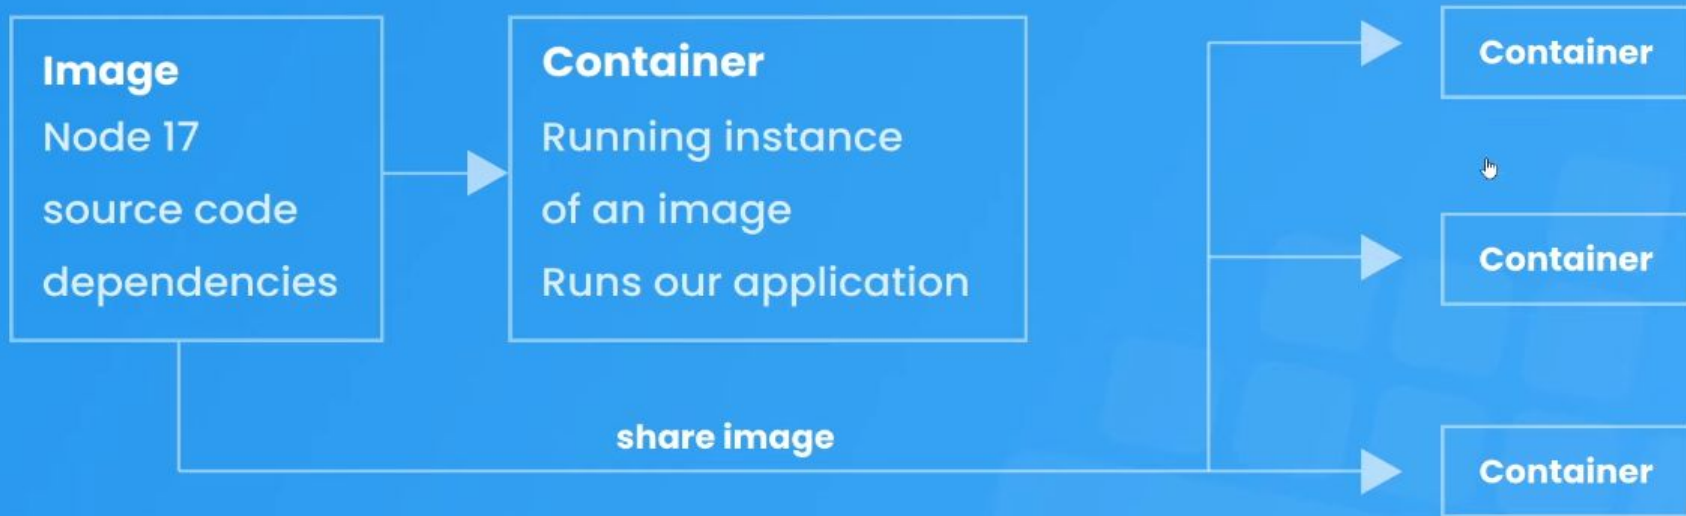 Image
Node 17
source code
dependencies
Container
Running instance
of an image
Runs our application
share image
Container
Container
Container